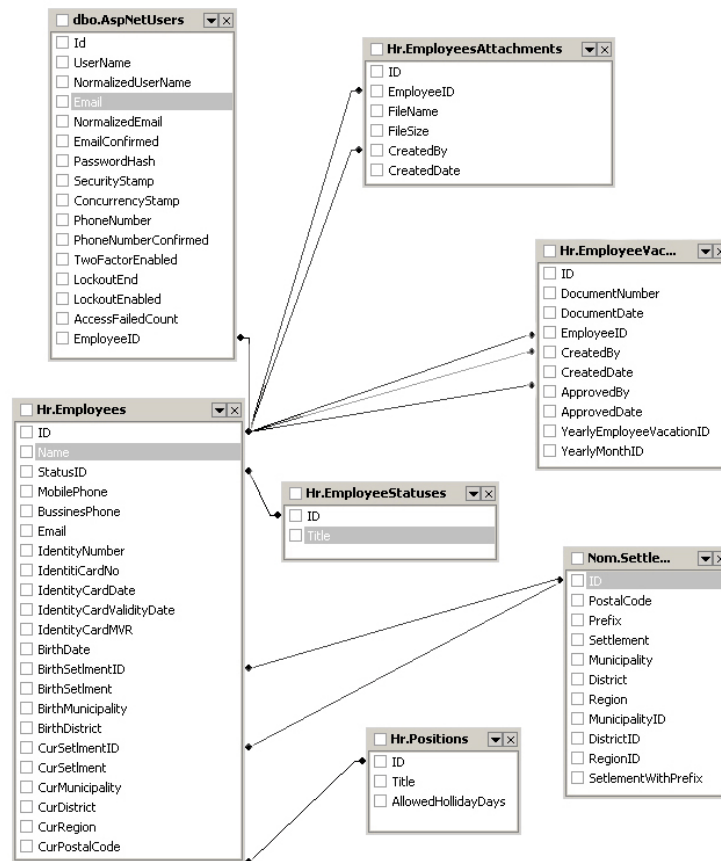 dbo.AspNetUsers
Id
UserName
NormalizedUserName
Email
NormalizedEmail
EmailConfirmed
PasswordHash
SecurityStamp
ConcurrencyStamp
PhoneNumber
PhoneNumberConfirmed
TwoFactorEnabled
LockoutEnd
LockoutEnabled
AccessFailedCount
EmployeeID
Hr.EmployeesAttachments
ID
EmployeeID
FileName
FileSize
CreatedBy
CreatedDate
Hr.EmployeeVac...
ID
DocumentNumber
DocumentDate
EmployeeID
CreatedBy
CreatedDate
ApprovedBy
ApprovedDate
YearlyEmployeeVacationID
YearlyMonthID
Hr.Employees
ID
Name
StatusID
MobilePhone
BussinesPhone
Email
IdentityNumber
IdentitiCardNo
IdentityCardDate
IdentityCardValidityDate
IdentityCardMVR
BirthDate
BirthSetlmentID
BirthSetlment
BirthMunicipality
BirthDistrict
CurSetlmentID
CurSetlment
CurMunicipality
CurDistrict
CurRegion
CurPostalCode
Hr.EmployeeStatuses
ID
Title
Nom.Settle...
ID
PostalCode
Prefix
Settlement
Municipality
District
Region
MunicipalityID
DistrictID
RegionID
SetlementWithPrefix
Hr.Positions
ID
Title
AllowedHollidayDays